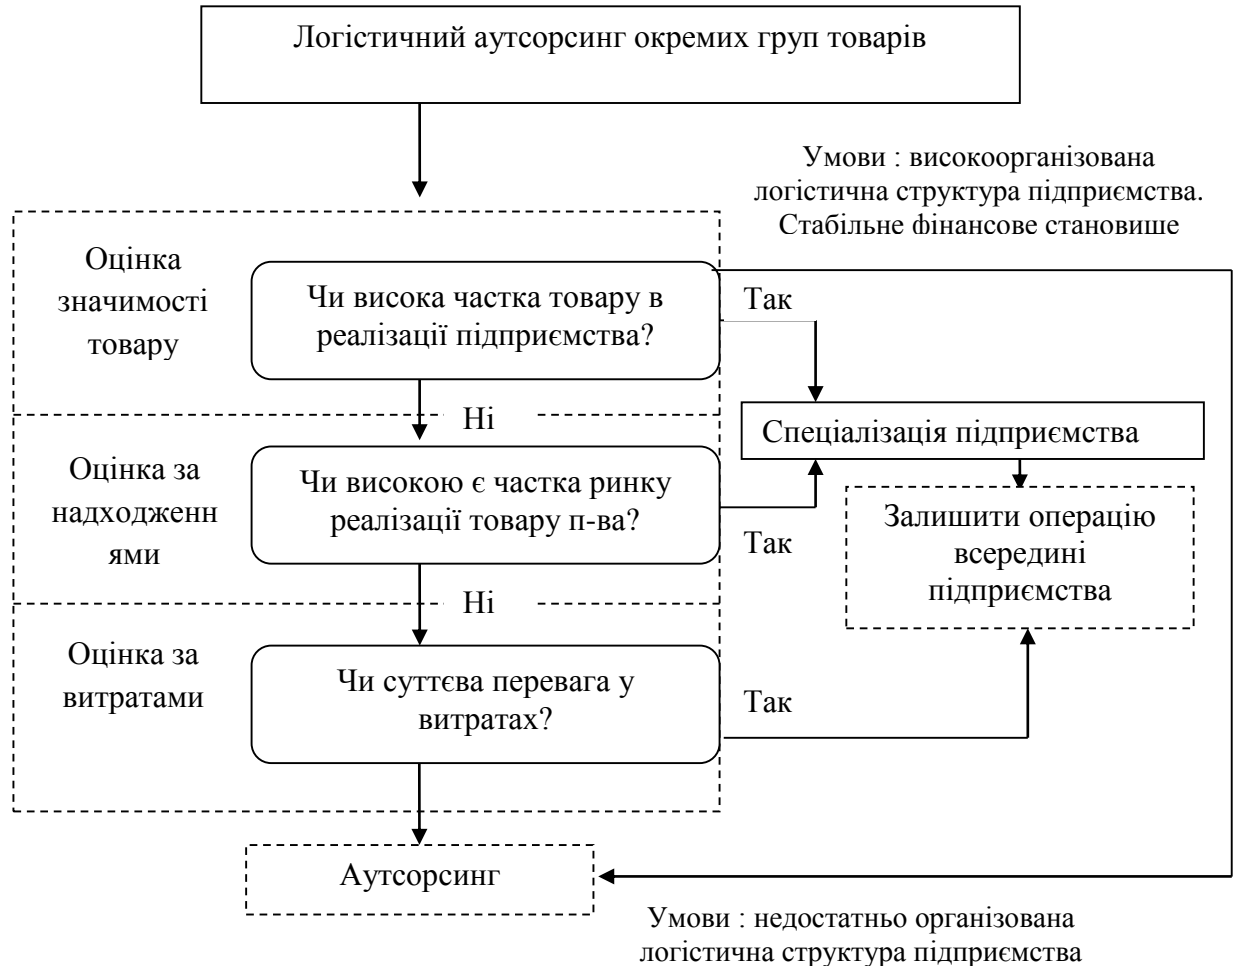 Логістичний аутсорсинг окремих груп товарів
Умови : високоорганізована
логістична структура підприємства.
Стабільне фінансове становише
Оцінка
значимості
товару
Чи висока частка товару в
реалізації підприємства?
Так
Ні
Спеціалізація підприємства
Оцінка за
надходженн
ями
Чи високою є частка ринку
реалізації товару п-ва?
Так
Залишити операцію
всередині
підприємства
Ні
Оцінка за
витратами
Чи суттєва перевага у
витратах?
Так
Аутсорсинг
Умови : недостатньо організована
логістична структура підприємства